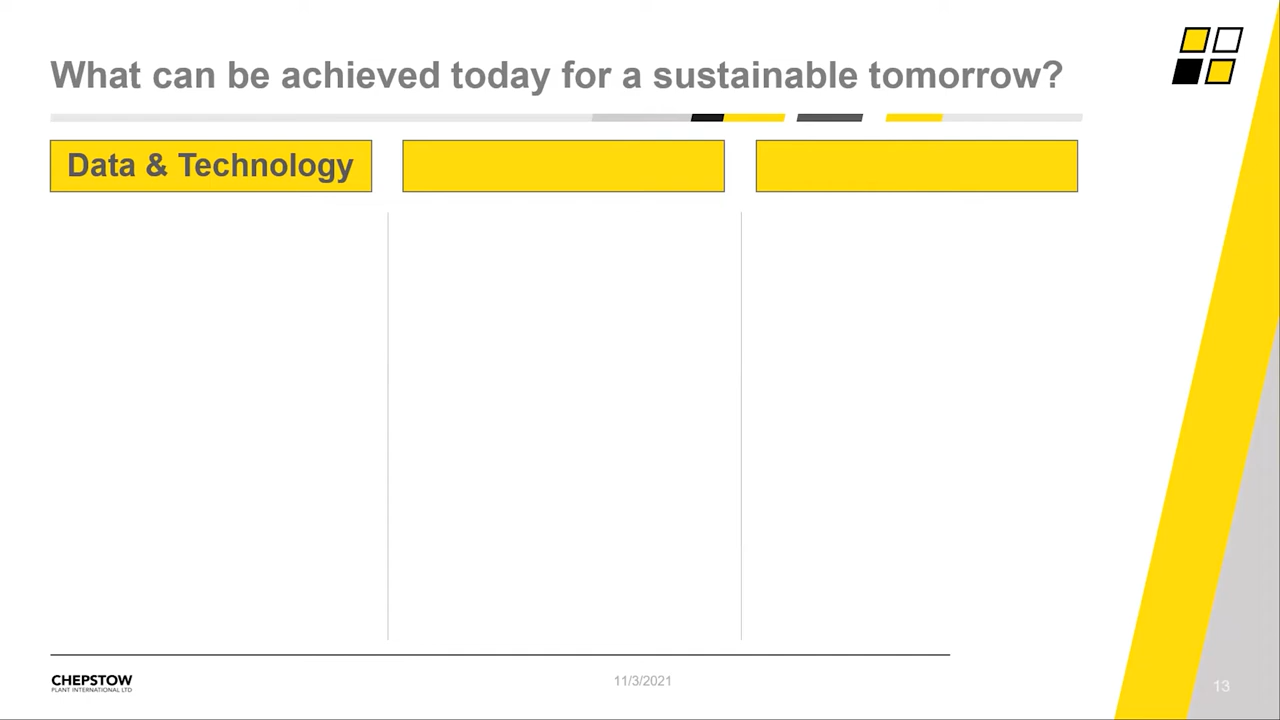 What can be achieved today for a sustainable tomorrow?
Data & Technology
CHEPSTOW
PLANT INTERNATIONAL LTD
11/3/2021
13